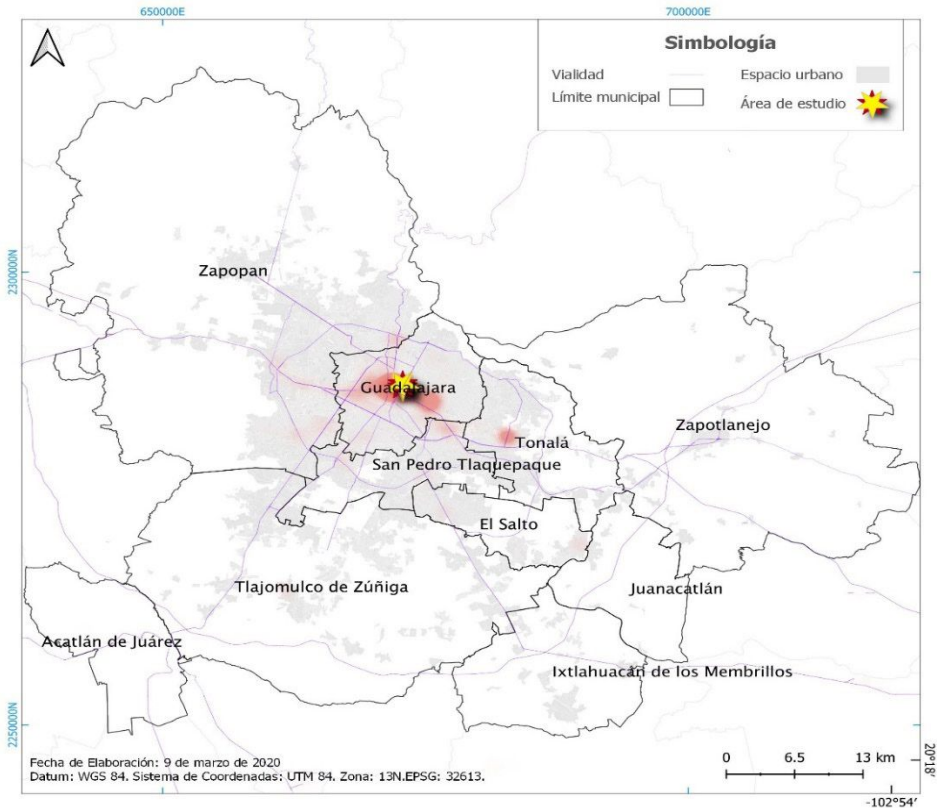 650000E
700000E
Simbología
Vialidad
Espacio urbano
Límite municipal
Área de estudio
2300000N
Zapopan
Guadalajara
Zapotlanejo
Tonalá
San Pedro Tlaquepaque
El Salto
Tlajomulco de Zúñiga
Juanacatlán
Acatlán de Juárez
Ixtlahuacán de los Membrillos
2250000N
Fecha de Elaboración: 9 de marzo de 2020
Datum: WGS 84. Sistema de Coordenadas: UTM 84. Zona: 13N.EPSG: 32613.
0 6.5 13 km
20°18'
-102°54'